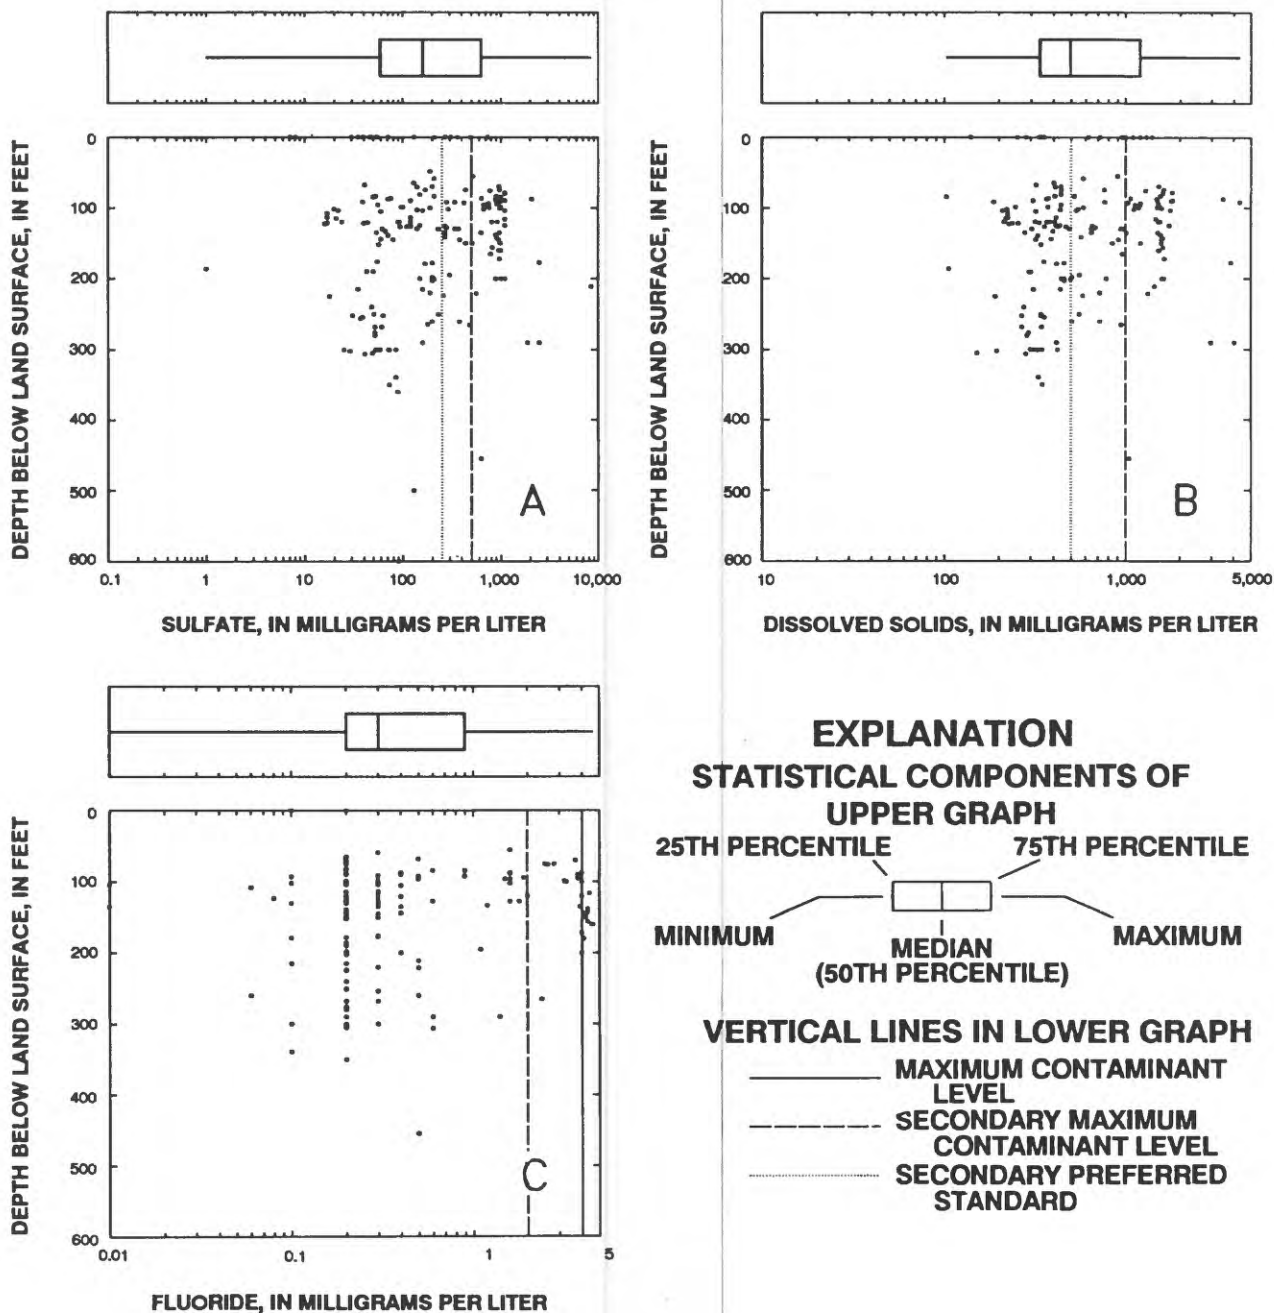 DEPTH BELOW LAND SURFACE, IN FEET
0
100
200
300
400
500
600
A
0.1 1 10 100 1,000 10,000
SULFATE, IN MILLIGRAMS PER LITER
DEPTH BELOW LAND SURFACE, IN FEET
0
100
200
300
400
500
600
B
10 100 1,000 5,000
DISSOLVED SOLIDS, IN MILLIGRAMS PER LITER
DEPTH BELOW LAND SURFACE, IN FEET
0
100
200
300
400
500
600
C
0.01 0.1 1 5
FLUORIDE, IN MILLIGRAMS PER LITER
EXPLANATION
STATISTICAL COMPONENTS OF
UPPER GRAPH
25TH PERCENTILE 75TH PERCENTILE
MINIMUM MAXIMUM
MEDIAN
(50TH PERCENTILE)
VERTICAL LINES IN LOWER GRAPH
MAXIMUM CONTAMINANT
LEVEL
SECONDARY MAXIMUM
CONTAMINANT LEVEL
SECONDARY PREFERRED
STANDARD